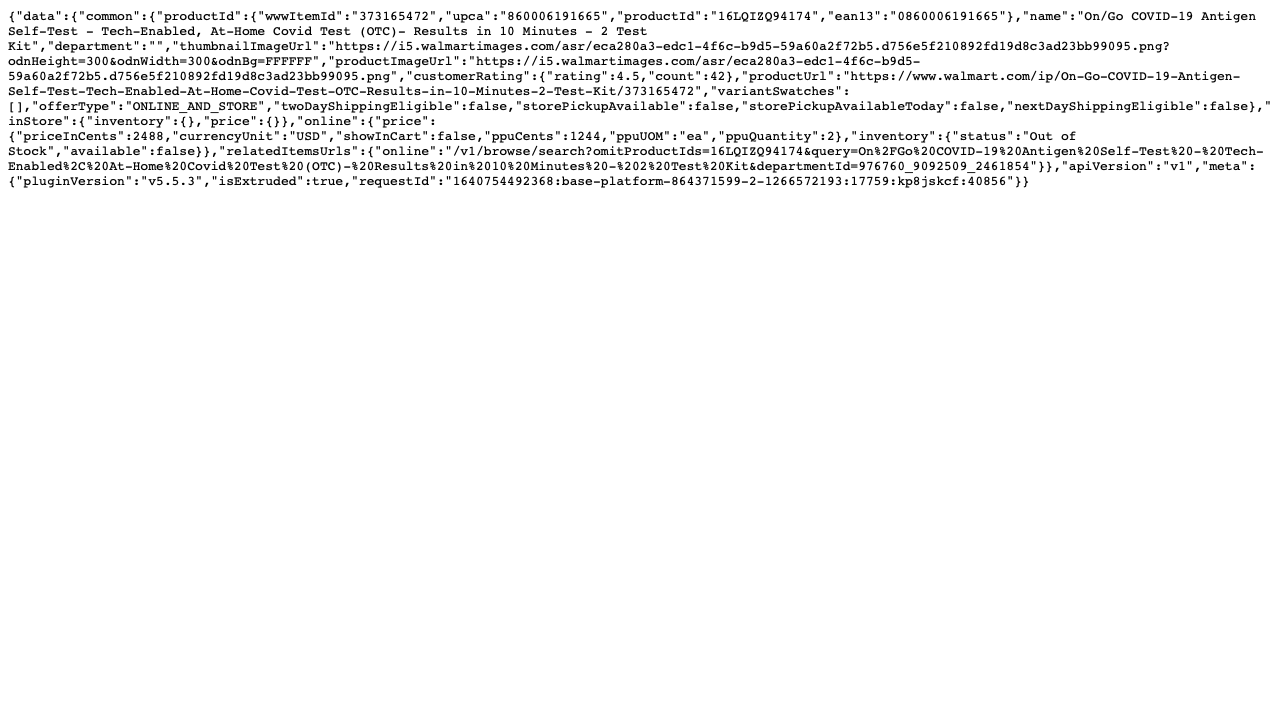 {"data":{"common":{"productId":{"wwwItemId":"373165472","upca":"860006191665","productId":"16LQIZQ94174","ean13":"0860006191665"},"name":"On/Go COVID-19 Antigen
Self-Test - Tech-Enabled, At-Home Covid Test (OTC)- Results in 10 Minutes - 2 Test
Kit","department":"","thumbnailImageUrl":"https://i5.walmartimages.com/asr/eca280a3-edc1-4f6c-b9d5-59a60a2f72b5.d756e5f210892fd19d8c3ad23bb99095.png?
odnHeight=300&odnWidth=300&odnBg=FFFFFF","productImageUrl":"https://i5.walmartimages.com/asr/eca280a3-edc1-4f6c-b9d5-
59a60a2f72b5.d756e5f210892fd19d8c3ad23bb99095.png","customerRating":{"rating":4.5,"count":42},"productUrl":"https://www.walmart.com/ip/On-Go-COVID-19-Antigen-
Self-Test-Tech-Enabled-At-Home-Covid-Test-OTC-Results-in-10-Minutes-2-Test-Kit/373165472","variantSwatches":
[],"offerType":"ONLINE_AND_STORE","twoDayShippingEligible":false,"storePickupAvailable":false,"storePickupAvailableToday":false,"nextDayShippingEligible":false},"
inStore":{"inventory":{},"price":{}},"online":{"price":
{"priceInCents":2488,"currencyUnit":"USD","showInCart":false,"ppuCents":1244,"ppuUOM":"ea","ppuQuantity":2},"inventory":{"status":"Out of
Stock","available":false}},"relatedItemsUrls":{"online":"/v1/browse/search?omitProductIds=16LQIZQ94174&query=On%2FGo%20COVID-19%20Antigen%20Self-Test%20-%20Tech-
Enabled%2C%20At-Home%20Covid%20Test%20(OTC)-%20Results%20in%2010%20Minutes%20-%202%20Test%20Kit&departmentId=976760_9092509_2461854"}},"apiVersion":"v1","meta":
{"pluginVersion":"v5.5.3","isExtruded":true,"requestId":"1640754492368:base-platform-864371599-2-1266572193:17759:kp8jskcf:40856"}}